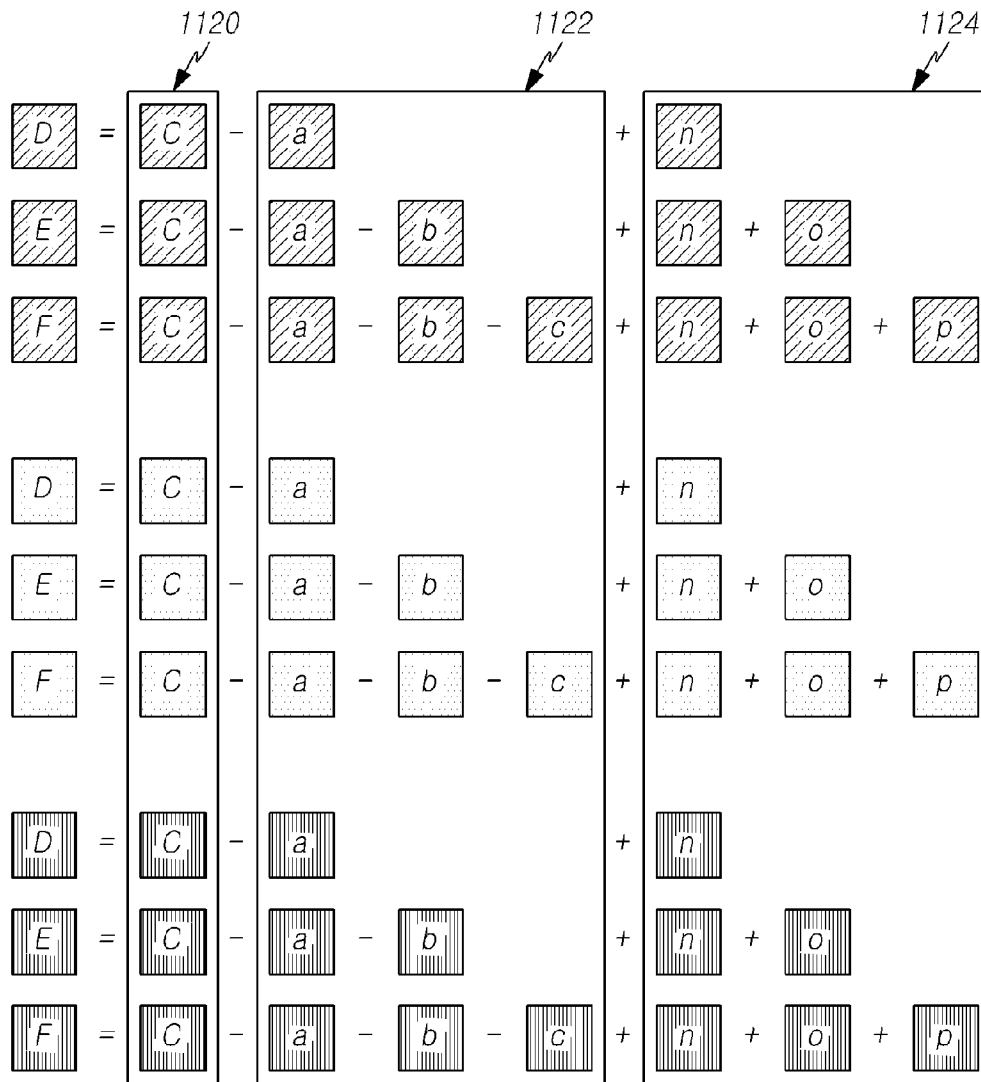 1120 1122 1124
D = C - a + n
E = C - a - b + n + o
F = C - a - b - c + n + o + p
D = C - a + n
E = C - a - b + n + o
F = C - a - b - c + n + o + p
D = C - a + n
E = C - a - b + n + o
F = C - a - b - c + n + o + p